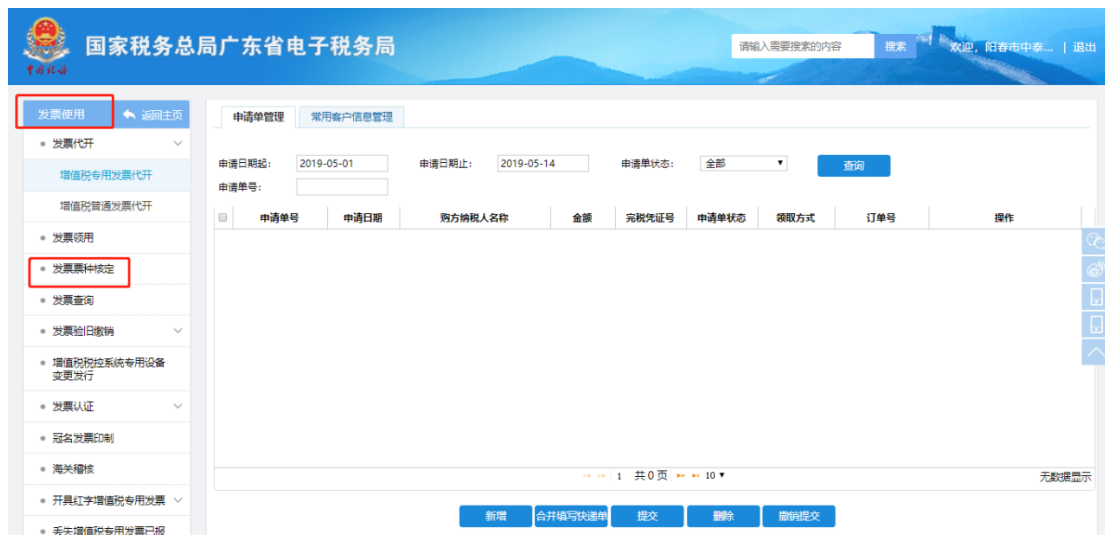 国家税务总局广东省电子税务局
中国税务
请输入需要搜索的内容 搜索 欢迎，阳春市中泰... | 退出
发票使用 返回主页
发票代开
增值税专用发票代开
增值税普通发票代开
发票领用
发票票种核定
发票查询
发票验旧缴销
增值税税控系统专用设备
变更发行
发票认证
冠名发票印制
海关稽核
开具红字增值税专用发票
丢失增值税专用发票已报
申请单管理 常用客户信息管理
申请日期起: 2019-05-01 申请日期止: 2019-05-14 申请单状态: 全部 查询
申请单号:
申请单号 申请日期 购方纳税人名称 金额 完税凭证号 申请单状态 领取方式 订单号 操作
1 共0页 10 无数据显示
新增 合并填写快递单 提交 删除 撤销提交